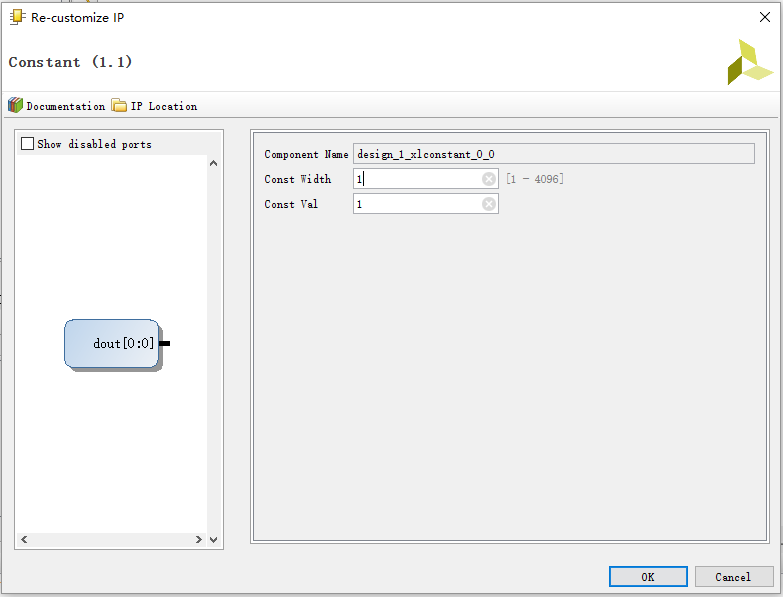 Re-customize IP
Constant (1.1)
Documentation IP Location
Show disabled ports
dout[0:0]
Component Name design_1_xlconstant_0_0
Const Width 1 [1 - 4096]
Const Val 1
OK Cancel